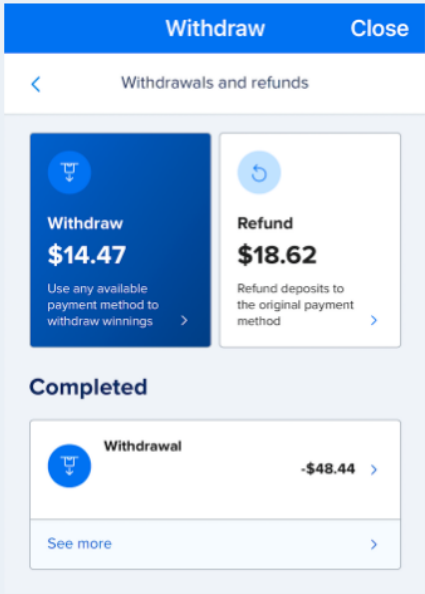 Withdraw Close
Withdrawals and refunds
Withdraw
$14.47
Use any available
payment method to
withdraw winnings
Refund
$18.62
Refund deposits to
the original payment
method
Completed
Withdrawal
-$48.44
See more